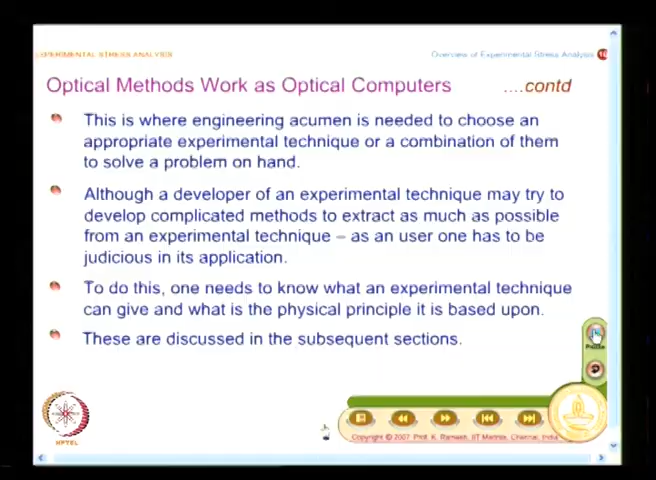 EXPERIMENTAL STRESS ANALYSIS
Overview of Experimental Stress Analysis
Optical Methods Work as Optical Computers ....contd
This is where engineering acumen is needed to choose an
appropriate experimental technique or a combination of them
to solve a problem on hand.
Although a developer of an experimental technique may try to
develop complicated methods to extract as much as possible
from an experimental technique – as an user one has to be
judicious in its application.
To do this, one needs to know what an experimental technique
can give and what is the physical principle it is based upon.
These are discussed in the subsequent sections.
Pause
NPTEL
Copyright © 2007, Prof. K. Ramesh, IIT Madras, Chennai, India